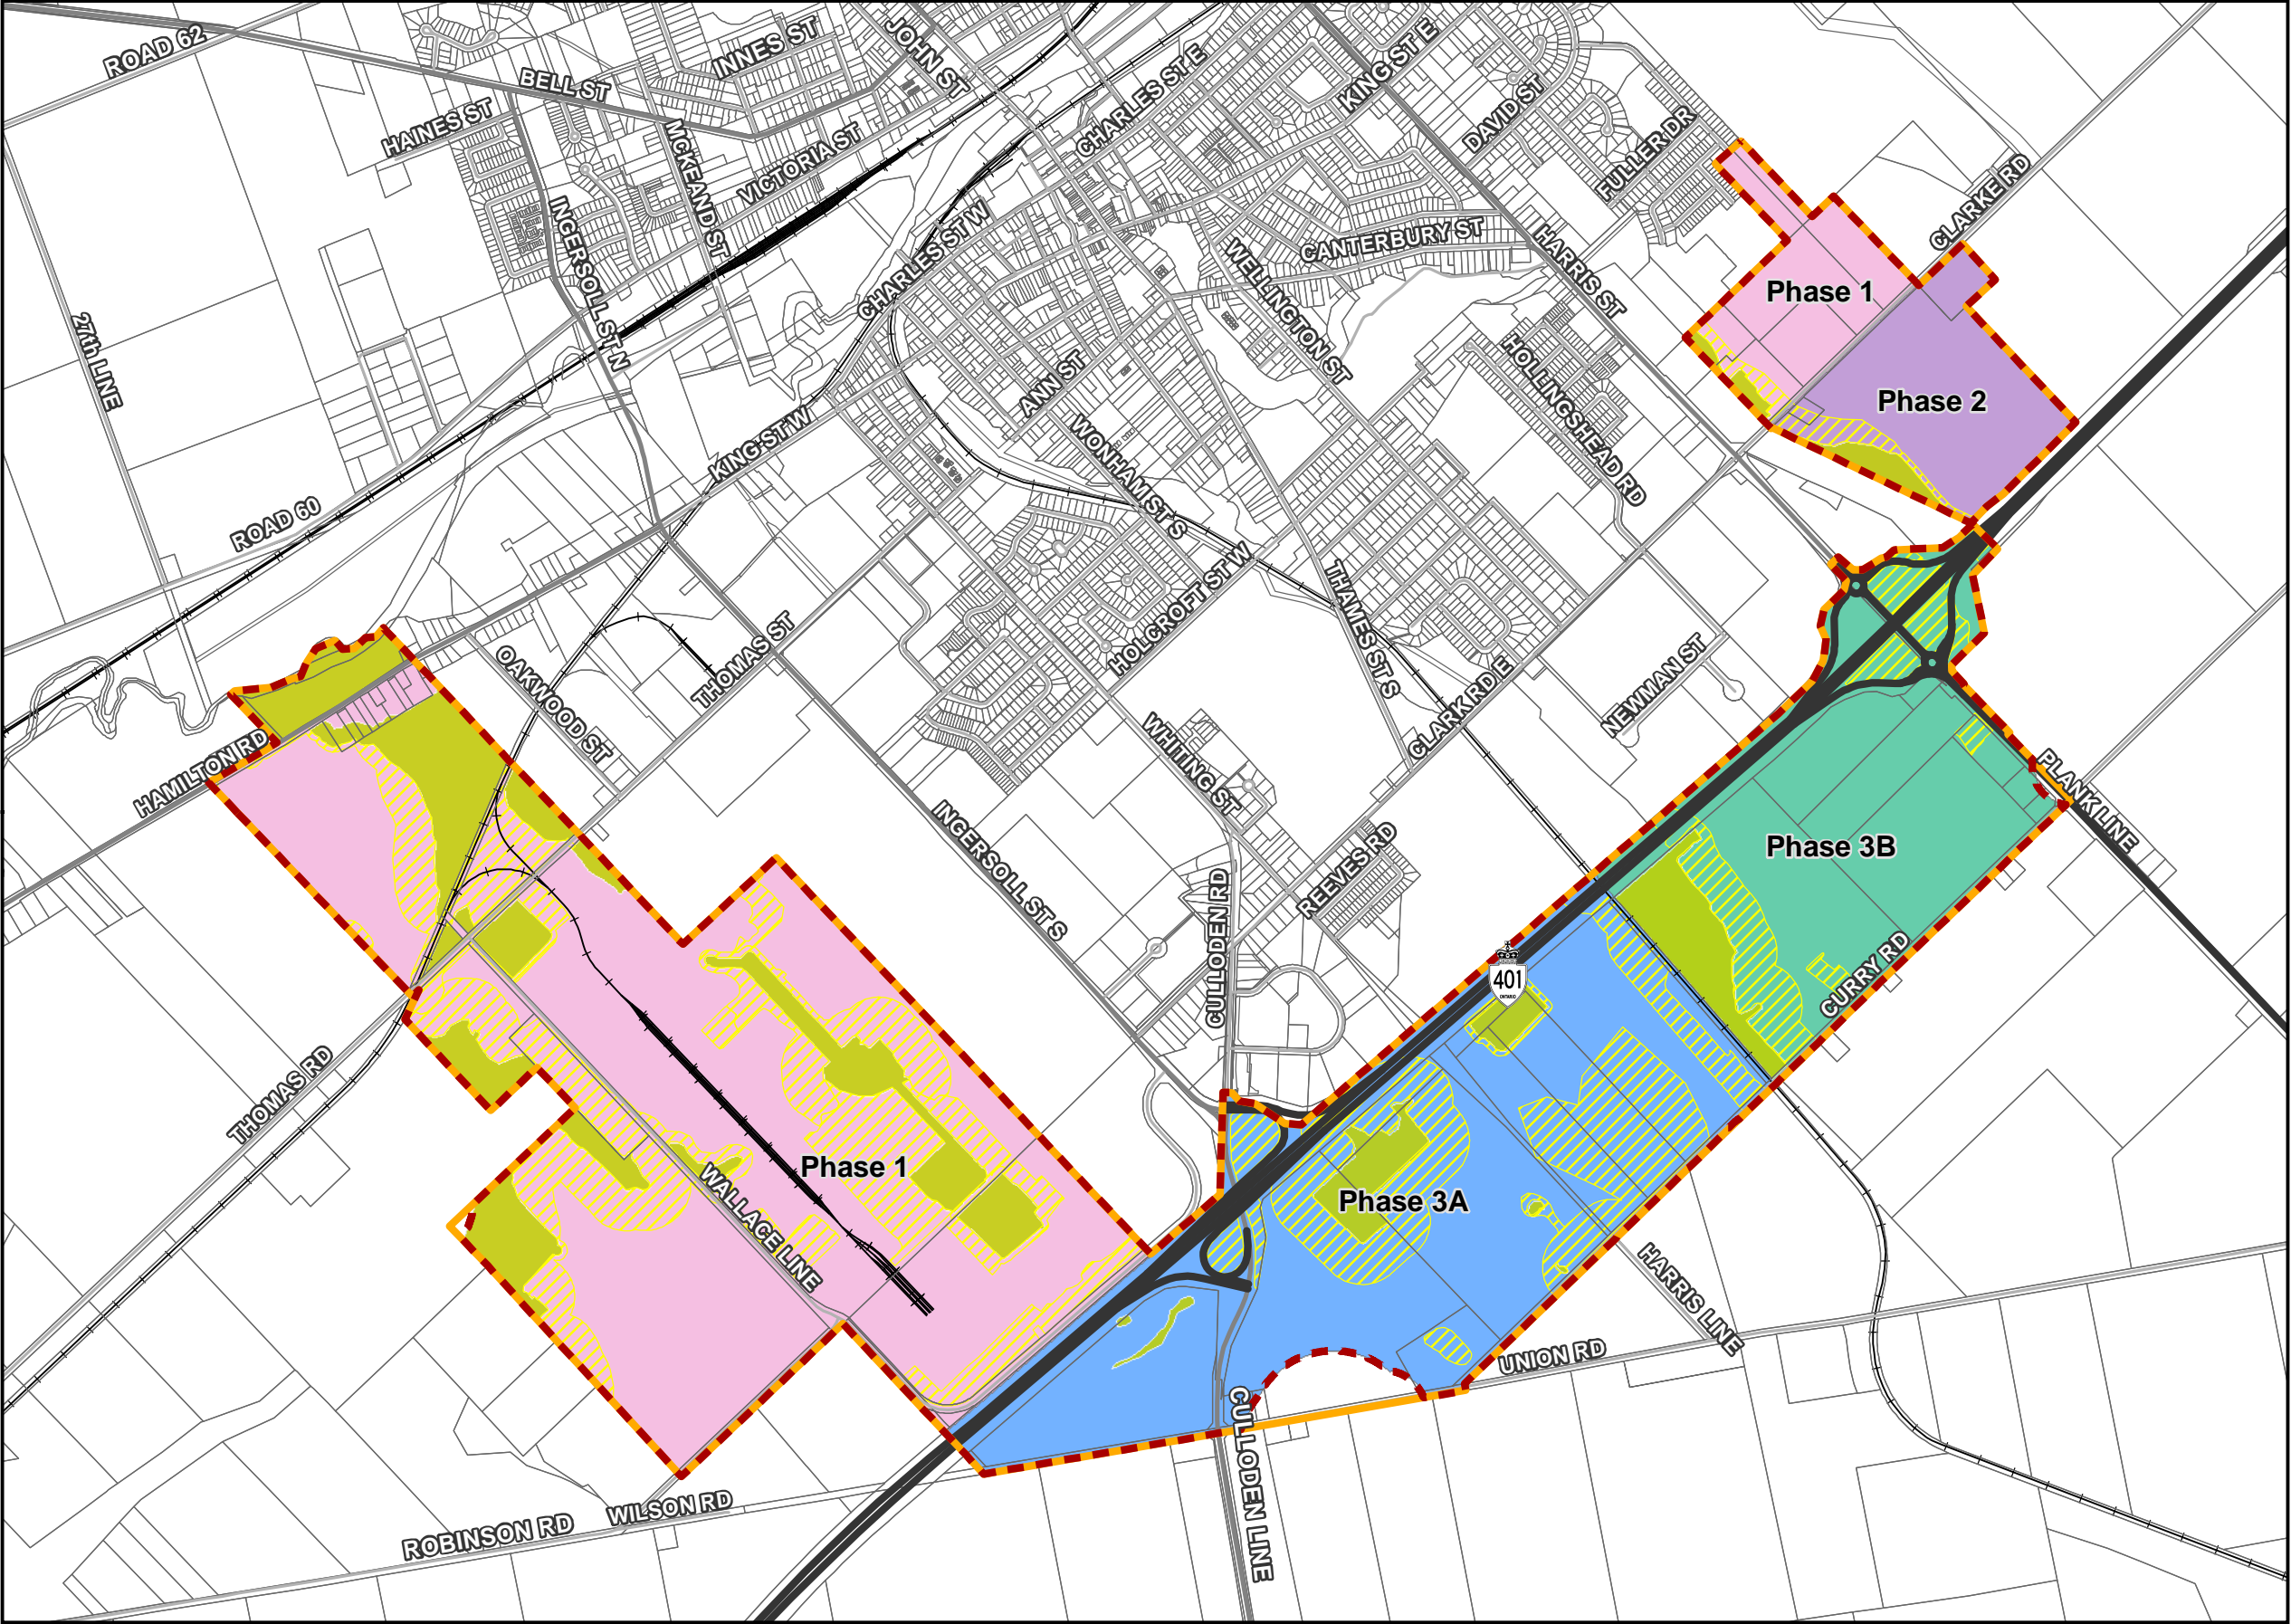 ROAD 62
BELL ST
INNES ST
JOHN ST
CHARLES ST E
KING ST E
DAVID ST
FULLER DR
HAINES ST
MCKEAND ST
VICTORIA ST
CLARKE RD
INGERSOLL ST N
CHARLES ST W
WELLINGTON ST
CANTERBURY ST
HARRIS ST
Phase 1
27th LINE
ANN ST
HOLLINGSHEAD RD
Phase 2
KING ST W
WONHAM ST S
ROAD 60
HOLCROFT ST W
THAMES ST S
OAKWOOD ST
THOMAS ST
NEWMAN ST
CLARK RD E
HAMILTON RD
WHITING ST
PLANK LINE
INGERSOLL ST S
REEVES RD
Phase 3B
CULLODEN RD
401
ONTARIO
CURRY RD
THOMAS RD
Phase 1
WALLACE LINE
Phase 3A
HARRIS LINE
UNION RD
CULLODEN LINE
WILSON RD
ROBINSON RD